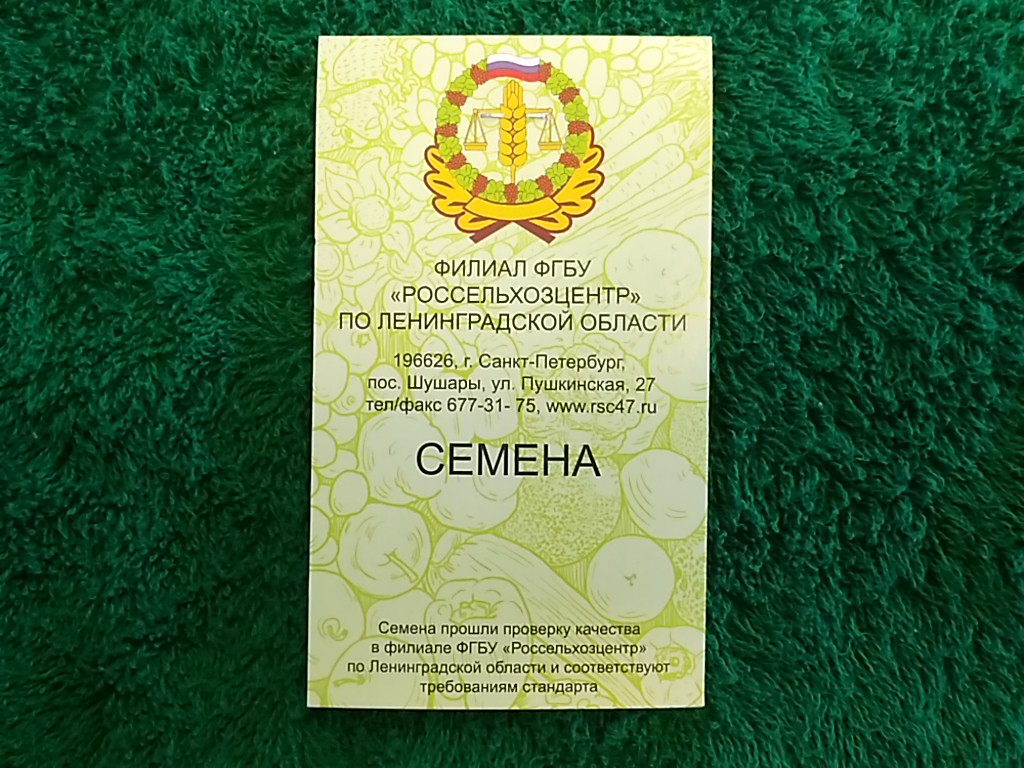 ФИЛИАЛ ФГБУ
«РОССЕЛЬХОЗЦЕНТР»
ПО ЛЕНИНГРАДСКОЙ ОБЛАСТИ
196626, г. Санкт-Петербург,
пос. Шушары, ул. Пушкинская, 27
тел/факс 677-31- 75, www.rsc47.ru
СЕМЕНА
Семена прошли проверку качества
в филиале ФГБУ «Россельхозцентр»
по Ленинградской области и соответствуют
требованиям стандарта